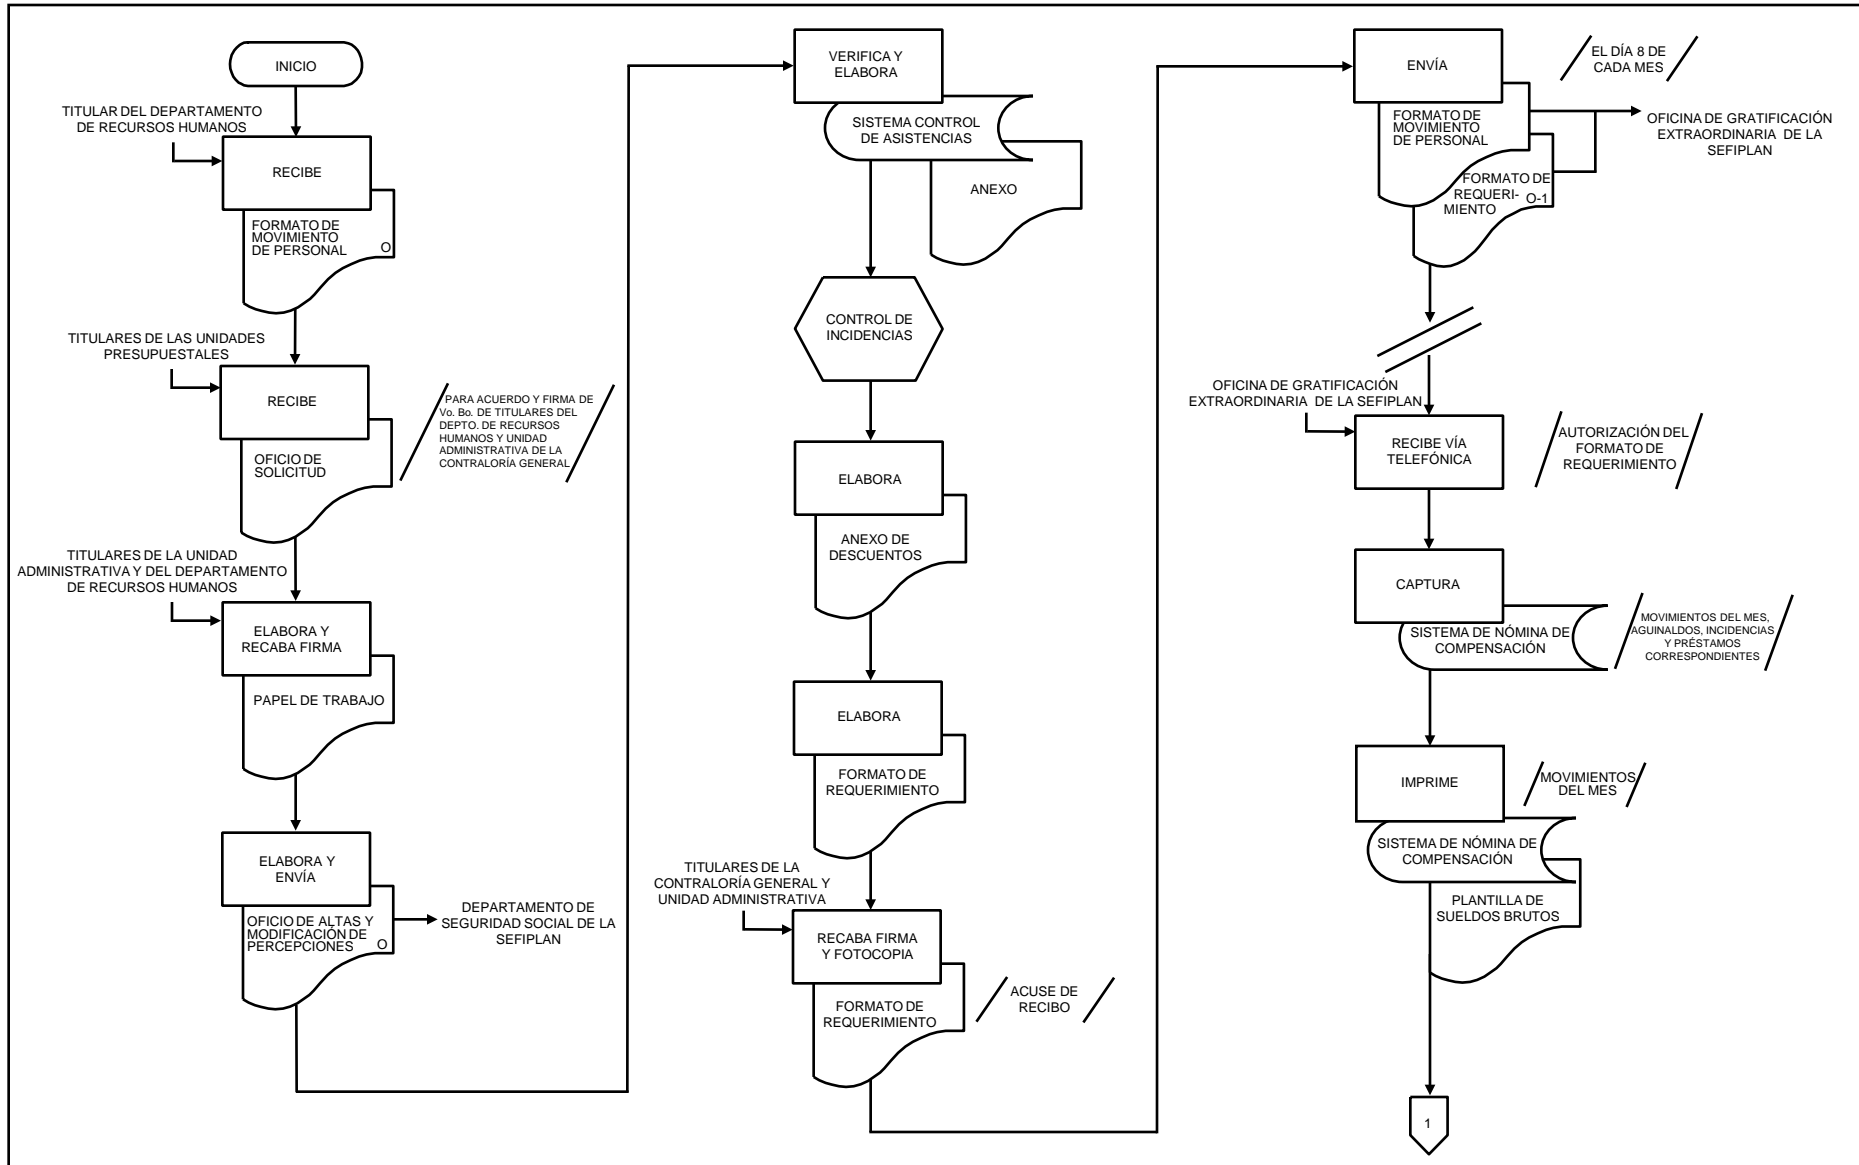 INICIO
TITULAR DEL DEPARTAMENTO
DE RECURSOS HUMANOS
RECIBE
FORMATO DE
MOVIMIENTO
DE PERSONAL
O
TITULARES DE LAS UNIDADES
PRESUPUESTALES
RECIBE
OFICIO DE
SOLICITUD
PARA ACUERDO Y FIRMA DE
Vo. Bo. DE TITULARES DEL
DEPTO. DE RECURSOS
HUMANOS Y UNIDAD
ADMINISTRATIVA DE LA
CONTRALORÍA GENERAL
TITULARES DE LA UNIDAD
ADMINISTRATIVA Y DEL DEPARTAMENTO
DE RECURSOS HUMANOS
ELABORA Y
RECABA FIRMA
PAPEL DE TRABAJO
ELABORA Y
ENVÍA
OFICIO DE ALTAS Y
MODIFICACIÓN DE
PERCEPCIONES
O
DEPARTAMENTO DE
SEGURIDAD SOCIAL DE LA
SEFIPLAN
VERIFICA Y
ELABORA
SISTEMA CONTROL
DE ASISTENCIAS
ANEXO
CONTROL DE
INCIDENCIAS
ELABORA
ANEXO DE
DESCUENTOS
ELABORA
FORMATO DE
REQUERIMIENTO
TITULARES DE LA
CONTRALORÍA GENERAL Y
UNIDAD ADMINISTRATIVA
RECABA FIRMA
Y FOTOCOPIA
FORMATO DE
REQUERIMIENTO
ACUSE DE
RECIBO
ENVÍA
EL DÍA 8 DE
CADA MES
FORMATO DE
MOVIMIENTO
DE PERSONAL
OFICINA DE GRATIFICACIÓN
EXTRAORDINARIA DE LA
SEFIPLAN
FORMATO DE
REQUERI-
MIENTO
O-1
OFICINA DE GRATIFICACIÓN
EXTRAORDINARIA DE LA SEFIPLAN
RECIBE VÍA
TELEFÓNICA
AUTORIZACIÓN DEL
FORMATO DE
REQUERIMIENTO
CAPTURA
SISTEMA DE NÓMINA DE
COMPENSACIÓN
MOVIMIENTOS DEL MES,
AGUINALDOS, INCIDENCIAS
Y PRÉSTAMOS
CORRESPONDIENTES
IMPRIME
MOVIMIENTOS
DEL MES
SISTEMA DE NÓMINA DE
COMPENSACIÓN
PLANTILLA DE
SUELDOS BRUTOS
1